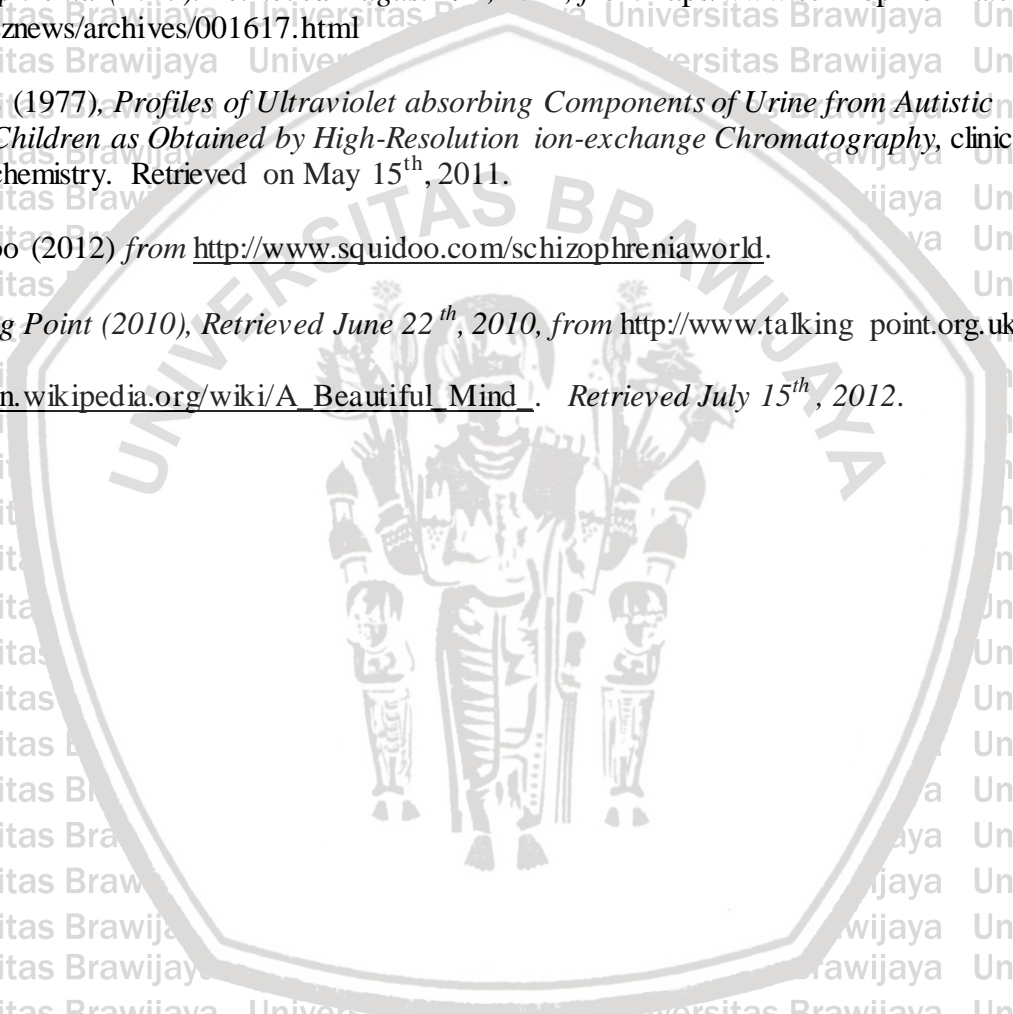 znews/archives/001617.html
(1977), Profiles of Ultraviolet absorbing Components of Urine from Autistic
Children as Obtained by High-Resolution ion-exchange Chromatography, clinic
chemistry. Retrieved on May 15th, 2011.
oo (2012) from http://www.squidoo.com/schizophreniaworld.
g Point (2010), Retrieved June 22 th, 2010, from http://www.talking point.org.uk
n.wikipedia.org/wiki/A_Beautiful_Mind_. Retrieved July 15th, 2012.
UNIVERSITAS BRAWIJAYA